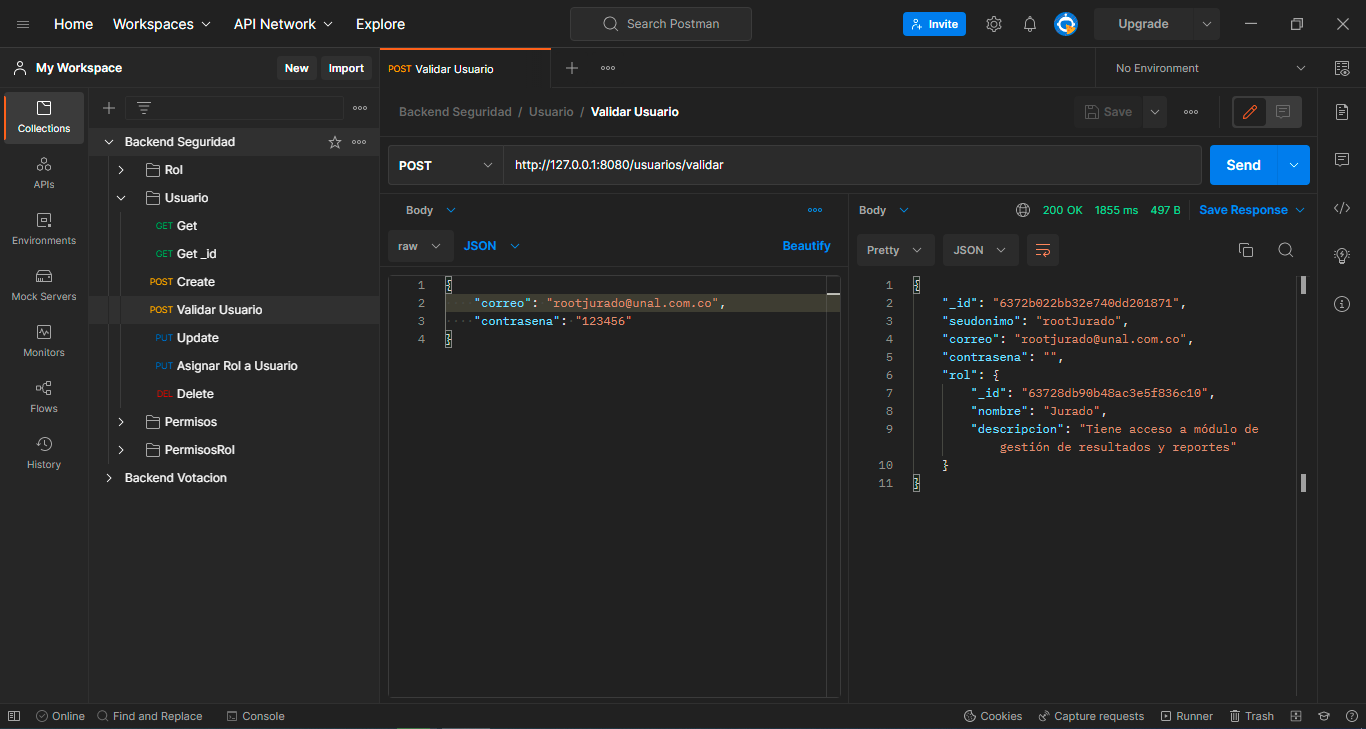 Home Workspaces API Network Explore Search Postman Invite Upgrade
My Workspace New Import POST Validar Usuario No Environment
Collections
APIs
Environments
Mock Servers
Monitors
Flows
History
Backend Seguridad
Rol
Usuario
GET Get
GET Get _id
POST Create
POST Validar Usuario
PUT Update
PUT Asignar Rol a Usuario
DEL Delete
Permisos
PermisosRol
Backend Votacion
Backend Seguridad / Usuario / Validar Usuario Save
POST http://127.0.0.1:8080/usuarios/validar Send
Body
raw JSON Beautify
1 {
2 "correo": "rootjurado@unal.com.co",
3 "contrasena": "123456"
4 }
Body 200 OK 1855 ms 497 B Save Response
Pretty JSON
1 {
2 "_id": "6372b022bb32e740dd201871",
3 "seudonimo": "rootJurado",
4 "correo": "rootjurado@unal.com.co",
5 "contrasena": "",
6 "rol": {
7 "_id": "63728db90b48ac3e5f836c10",
8 "nombre": "Jurado",
9 "descripcion": "Tiene acceso a módulo de
gestión de resultados y reportes"
10 }
11 }
Online Find and Replace Console Cookies Capture requests Runner Trash